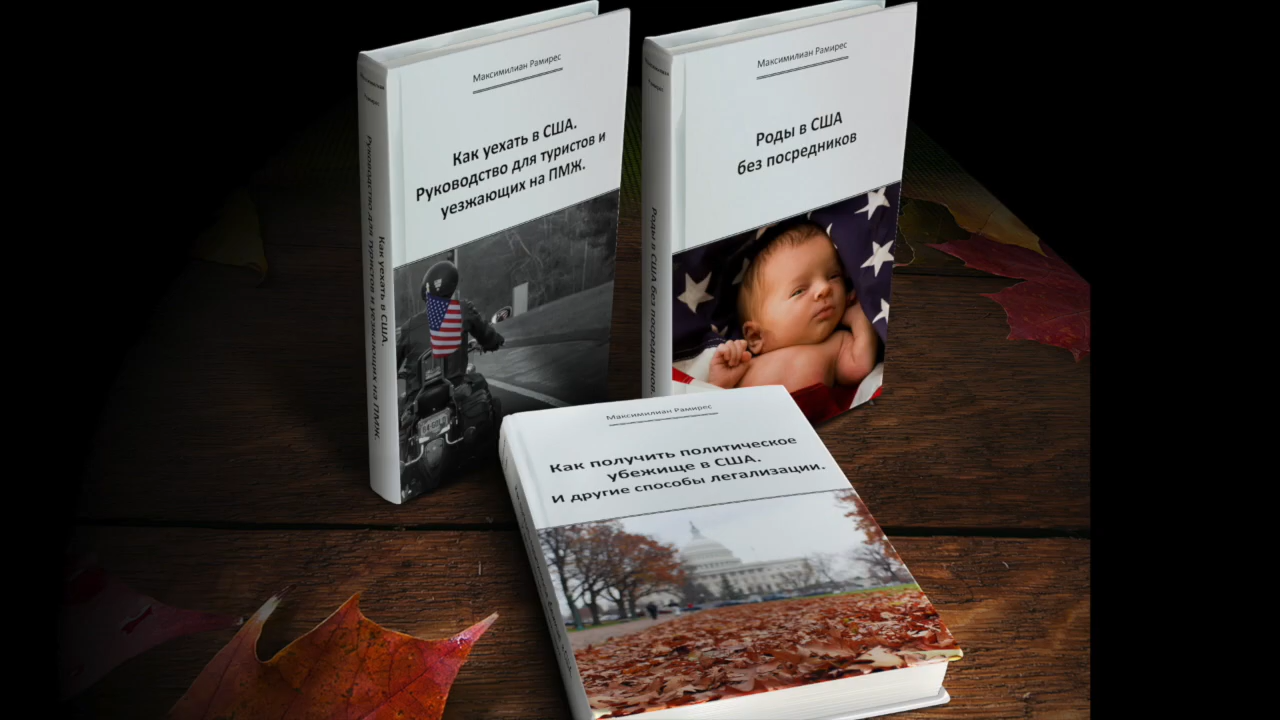 Максимилиан Рамирес
Как уехать в США.
Руководство для туристов и
уезжающих на ПМЖ.
Как уехать в США.
Руководство для туристов и уезжающих на ПМЖ.
Максимилиан Рамирес
Роды в США
без посредников
Роды в США без посредников.
Максимилиан Рамирес
Как получить политическое
убежище в США.
И другие способы легализации.